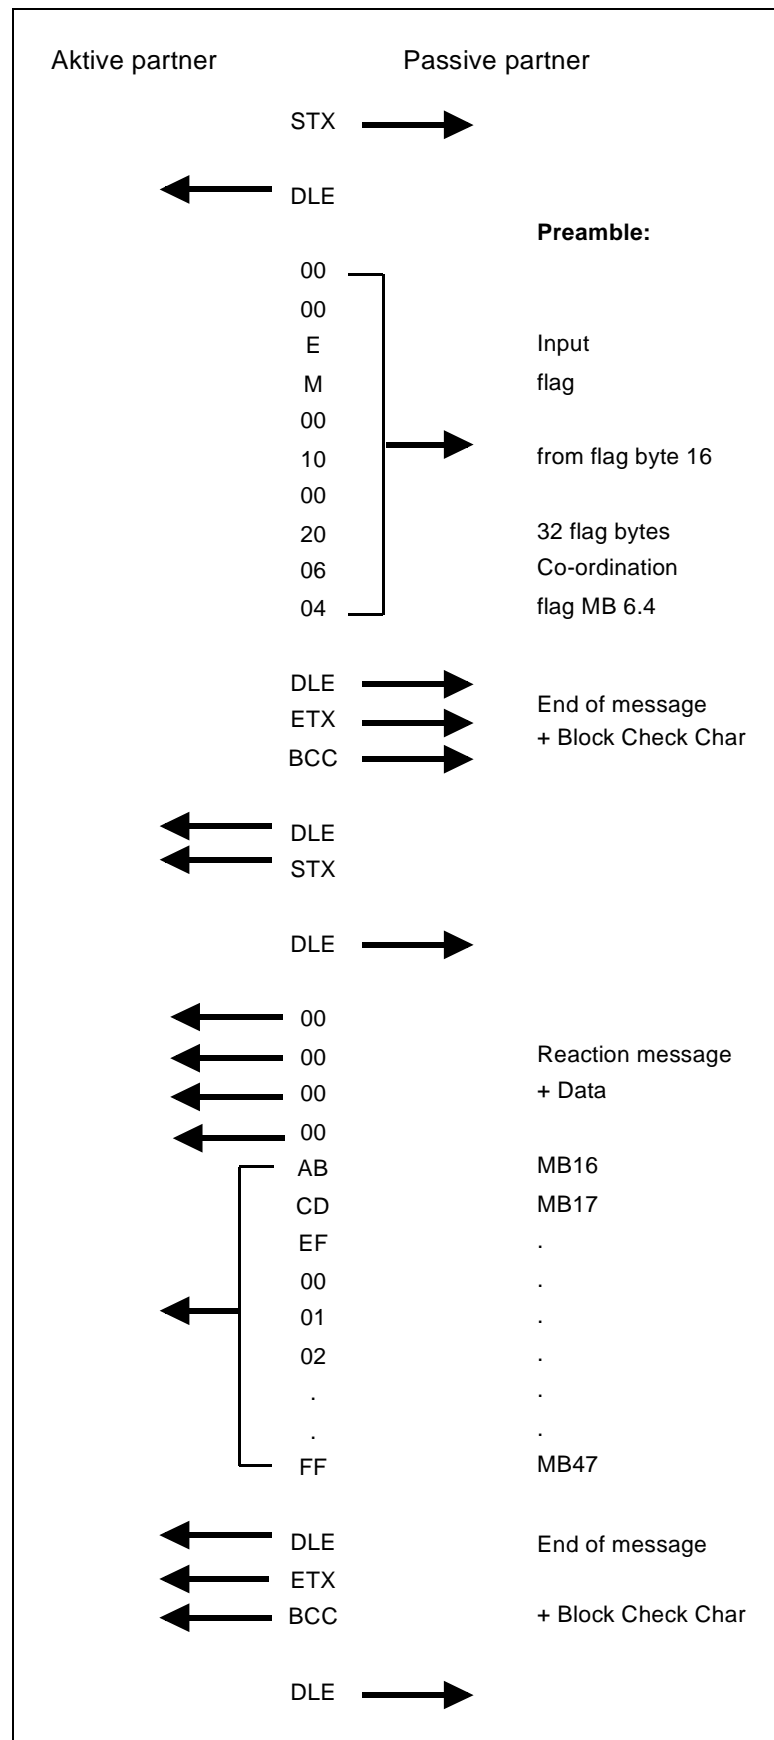 Aktive partner Passive partner
STX
DLE
Preamble:
00
00
E Input
M flag
00
10 from flag byte 16
00
20 32 flag bytes
06 Co-ordination
04 flag MB 6.4
DLE
End of message
ETX
+ Block Check Char
BCC
DLE
STX
DLE
00
00 Reaction message
00 + Data
00
AB MB16
CD MB17
EF .
00 .
01 .
02 .
. .
. .
FF MB47
DLE End of message
ETX
BCC + Block Check Char
DLE